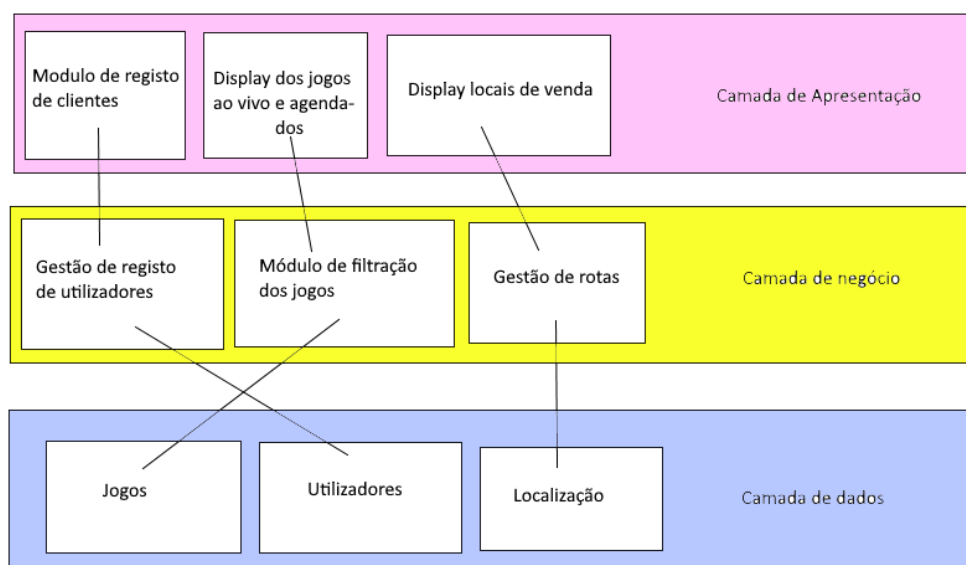 Modulo de registo
de clientes
Display dos jogos
ao vivo e agenda-
dos
Display locais de venda
Camada de Apresentação
Gestão de registo
de utilizadores
Módulo de filtração
dos jogos
Gestão de rotas
Camada de negócio
Jogos
Utilizadores
Localização
Camada de dados